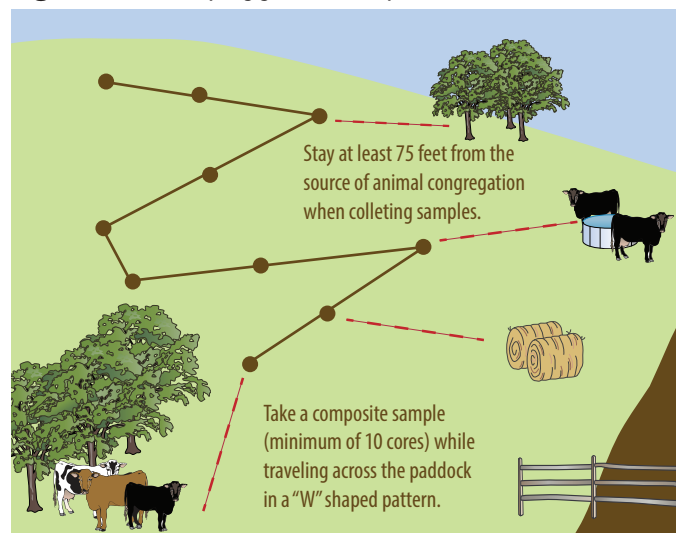 Stay at least 75 feet from the
source of animal congregation
when colleting samples.
Take a composite sample
(minimum of 10 cores) while
traveling across the paddock
in a “W” shaped pattern.